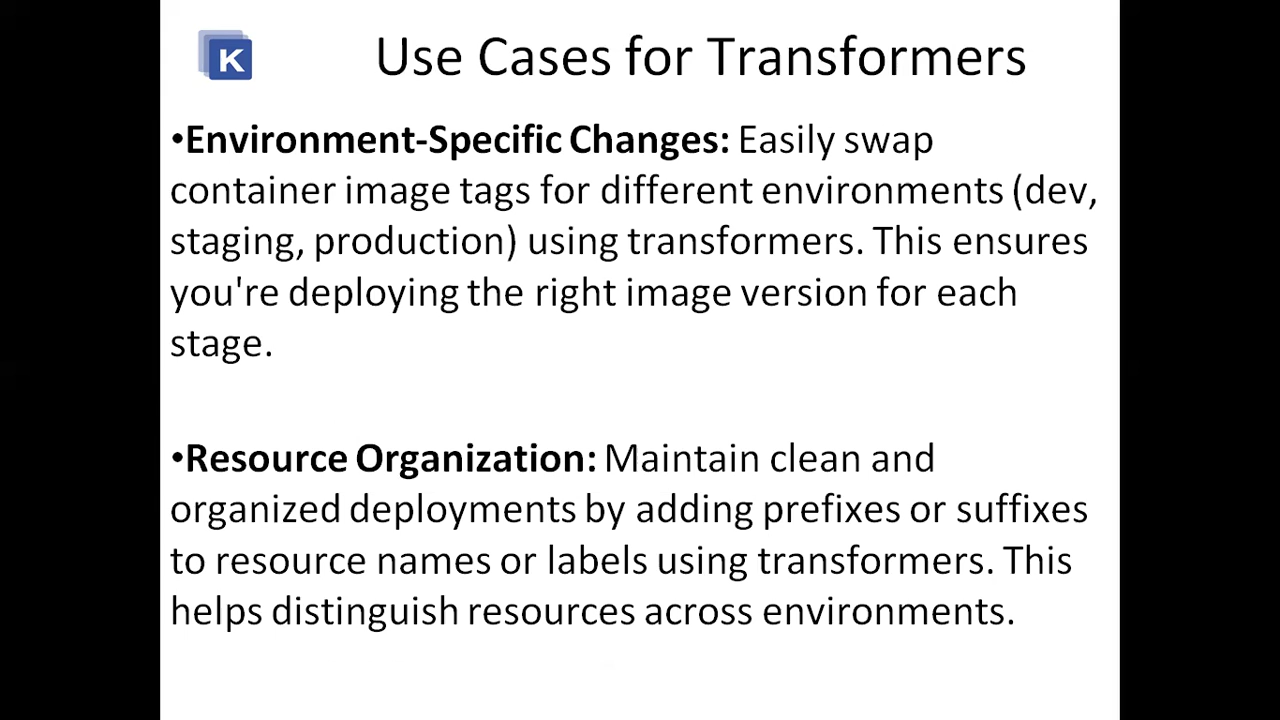 K
Use Cases for Transformers
•Environment-Specific Changes: Easily swap
container image tags for different environments (dev,
staging, production) using transformers. This ensures
you're deploying the right image version for each
stage.
•Resource Organization: Maintain clean and
organized deployments by adding prefixes or suffixes
to resource names or labels using transformers. This
helps distinguish resources across environments.